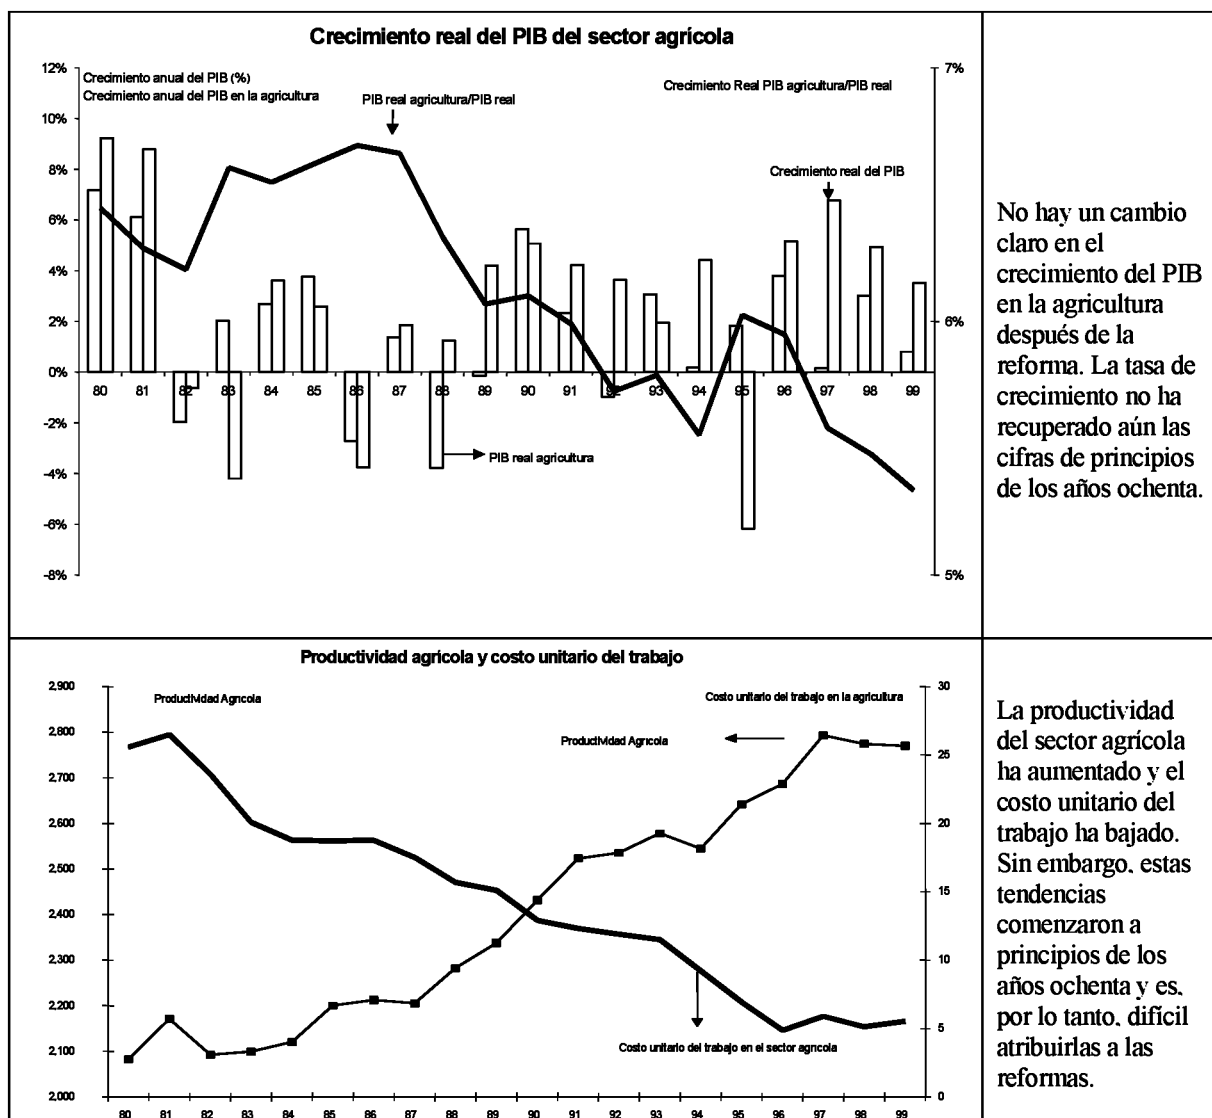 Crecimiento real del PIB del sector agrícola
12%
10%
8%
6%
4%
2%
0%
-2%
-4%
-6%
-8%
7%
6%
5%
Crecimiento anual del PIB (%)
Crecimiento anual del PIB en la agricultura
PIB real agricultura/PIB real
Crecimiento Real PIB agricultura/PIB real
Crecimiento real del PIB
80 81 82 83 84 85 86 87 88 89 90 91 92 93 94 95 96 97 98 99
PIB real agricultura
No hay un cambio
claro en el
crecimiento del PIB
en la agricultura
después de la
reforma. La tasa de
crecimiento no ha
recuperado aún las
cifras de principios
de los años ochenta.
Productividad agrícola y costo unitario del trabajo
2,900
2,800
2,700
2,600
2,500
2,400
2,300
2,200
2,100
2,000
30
25
20
15
10
5
0
Productividad Agrícola
Costo unitario del trabajo en la agricultura
Productividad Agrícola
Costo unitario del trabajo en el sector agrícola
80 81 82 83 84 85 86 87 88 89 90 91 92 93 94 95 96 97 98 99
La productividad
del sector agrícola
ha aumentado y el
costo unitario del
trabajo ha bajado.
Sin embargo, estas
tendencias
comenzaron a
principios de los
años ochenta y es,
por lo tanto, difícil
atribuirlas a las
reformas.